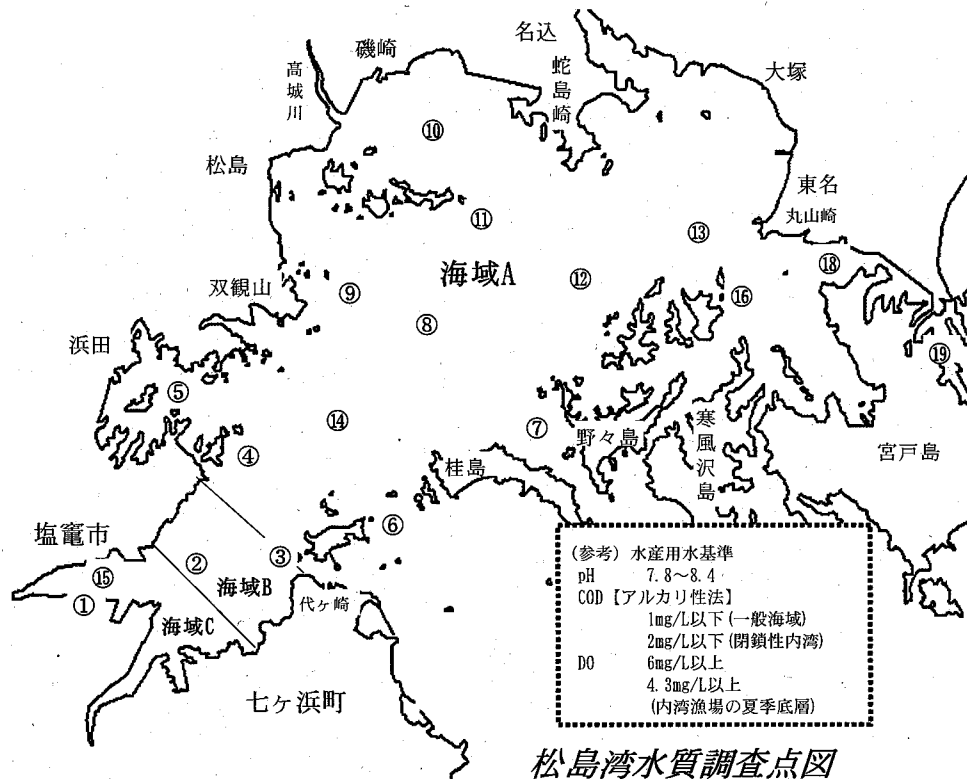 名込
磯崎
大塚
蛇島崎
高城川
⑩
松島
東名
丸山崎
⑪
⑬
⑱
海域A
⑫
双観山
⑨
⑯
⑧
浜田
⑲
⑤
⑭
⑦
寒風沢島
野々島
④
宮戸島
桂島
⑥
塩竈市
③
②
⑮
海域B
①
代ヶ崎
海域C
七ヶ浜町
(参考) 水産用水基準
pH 7.8～8.4
COD【アルカリ性法】
1mg/L以下(一般海域)
2mg/L以下(閉鎖性内湾)
DO 6mg/L以上
4.3mg/L以上
(内湾漁場の夏季底層)
松島湾水質調査点図